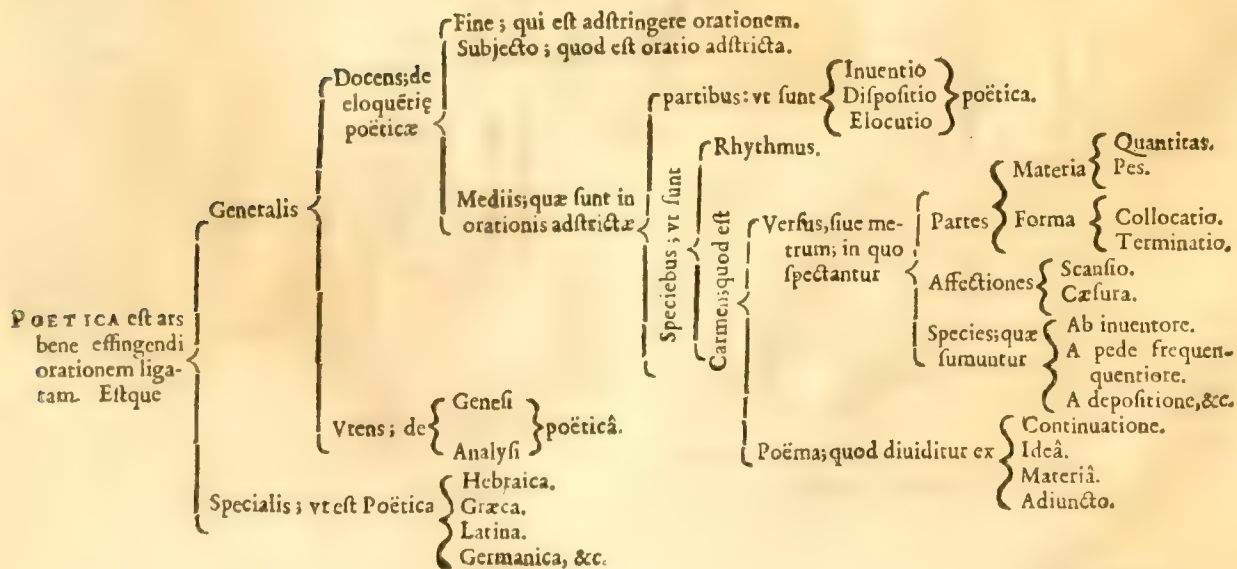 POETICA eſt ars
bene effingendi
orationem liga-
tam. Eſtque
Generalis
Docens; de
eloquẽtię
poëticæ
Fine; qui eſt adſtringere orationem.
Subjecto; quod eſt oratio adſtricta.
Mediis; quæ ſunt in
orationis adſtrictæ
partibus: vt ſunt
Inuentio
Diſpoſitio
Elocutio
poëtica.
Speciebus; vt ſunt
Rhythmus.
Carmen; quod eſt
Verſus, ſiue me-
trum; in quo
ſpectantur
Partes
Materia
Quantitas.
Pes.
Forma
Collocatio.
Terminatio.
Affectiones
Scanſio.
Cæſura.
Species; quæ
ſumuntur
Ab inuentore.
A pede frequen-
quentiore.
A depoſitione, &c.
Poëma; quod diuiditur ex
Continuatione.
Ideâ.
Materiâ.
Adiuncto.
Vtens; de
Geneſi
Analyſi
poëticâ.
Specialis; vt eſt Poëtica
Hebraica.
Græca.
Latina.
Germanica, &c.